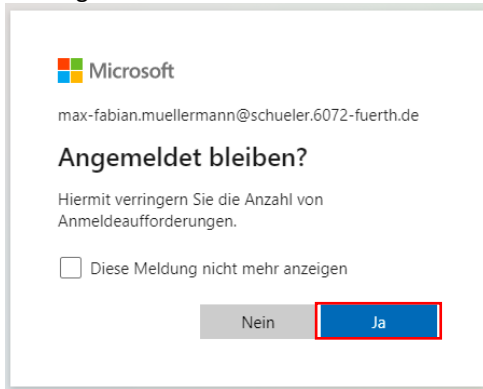 Microsoft
max-fabian.muellermann@schueler.6072-fuerth.de
Angemeldet bleiben?
Hiermit verringern Sie die Anzahl von
Anmeldeaufforderungen.
Diese Meldung nicht mehr anzeigen
Nein
Ja